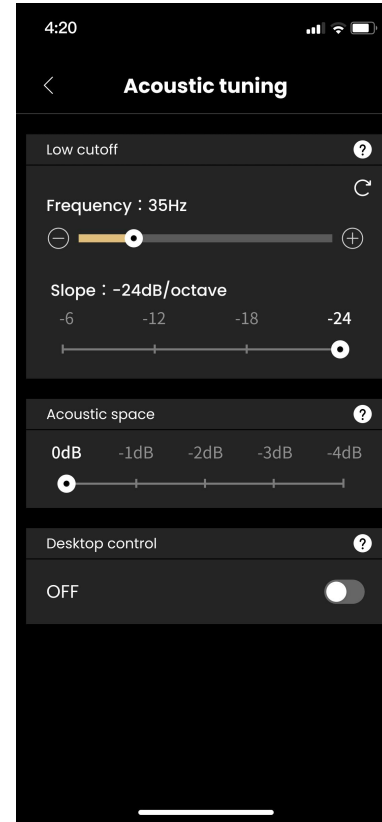 4:20
Acoustic tuning
Low cutoff ?
Frequency：35Hz
Slope：-24dB/octave
-6 -12 -18 -24
Acoustic space ?
0dB -1dB -2dB -3dB -4dB
Desktop control ?
OFF